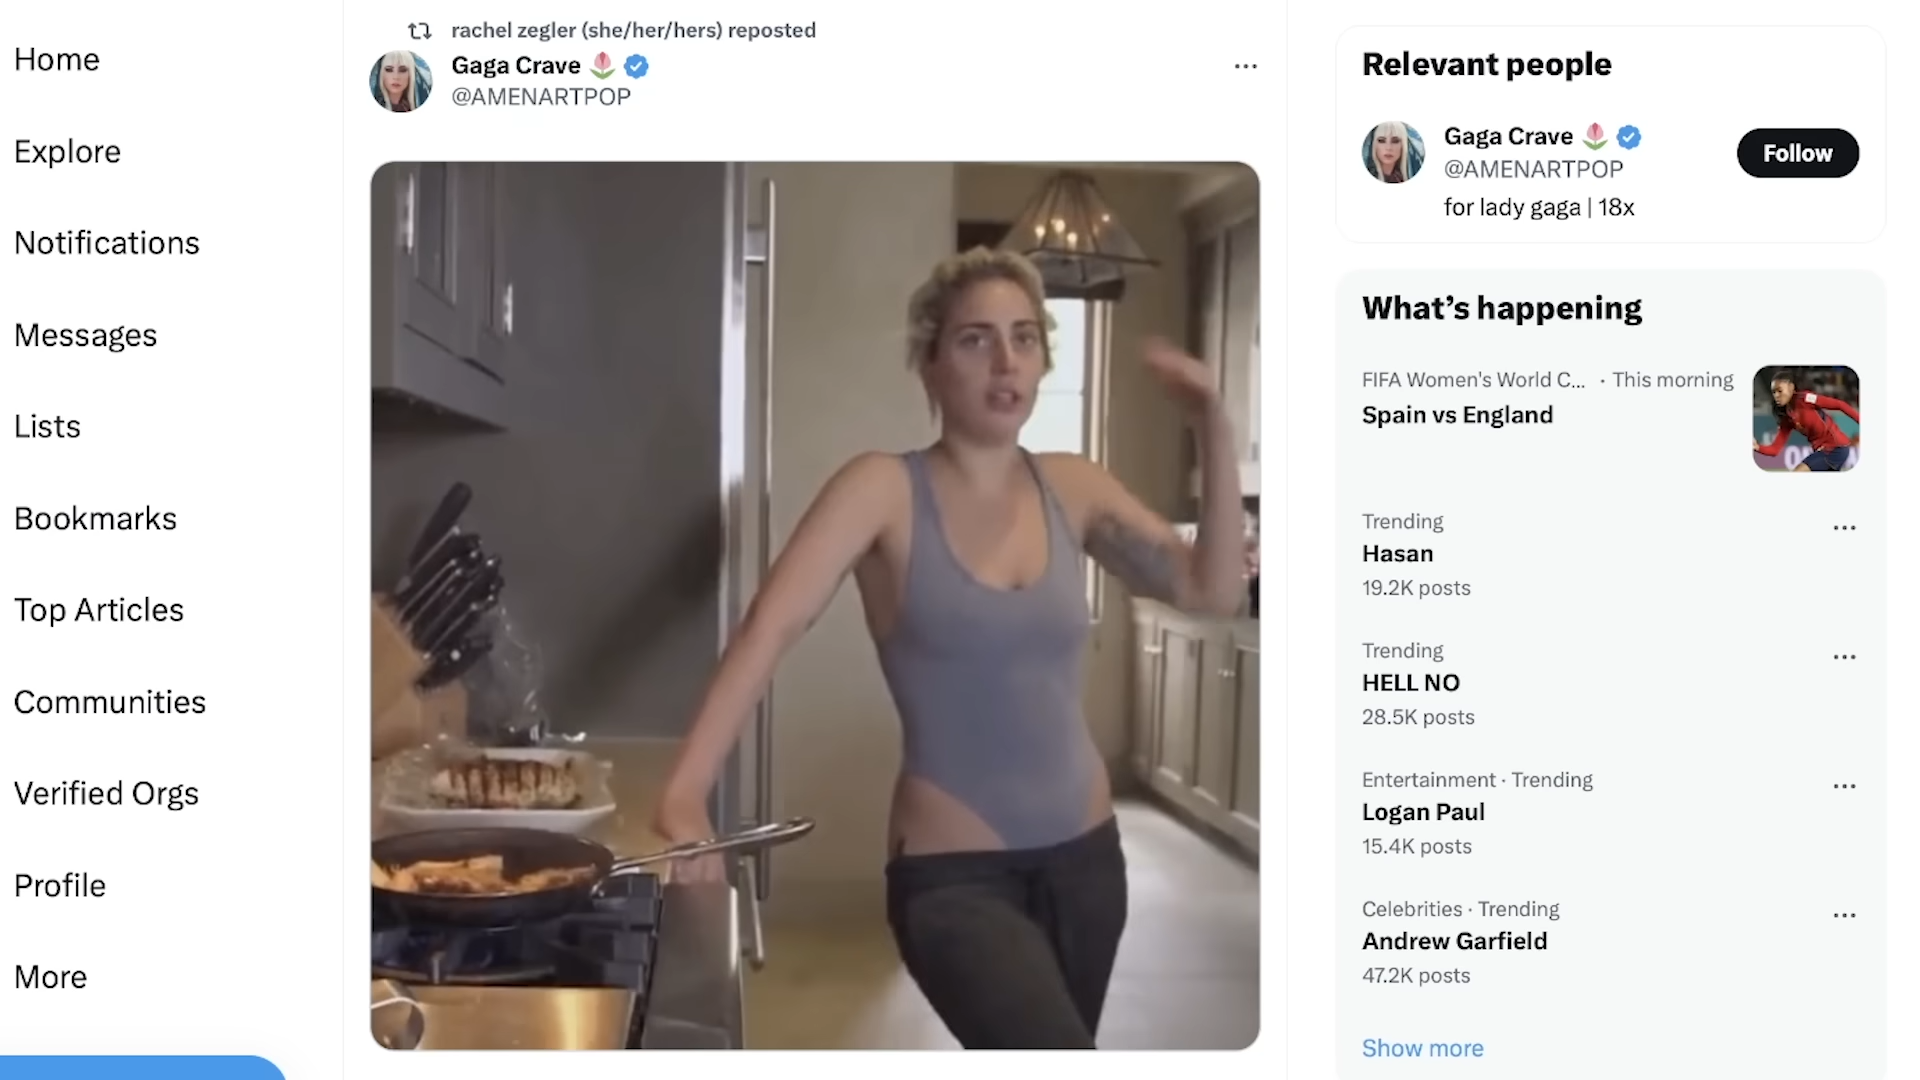 Home
Explore
Notifications
Messages
Lists
Bookmarks
Top Articles
Communities
Verified Orgs
Profile
More
rachel zegler (she/her/hers) reposted
Gaga Crave 🌷
@AMENARTPOP
Relevant people
Gaga Crave 🌷
@AMENARTPOP
Follow
for lady gaga | 18x
What’s happening
FIFA Women's World C... · This morning
Spain vs England
Trending
Hasan
19.2K posts
Trending
HELL NO
28.5K posts
Entertainment · Trending
Logan Paul
15.4K posts
Celebrities · Trending
Andrew Garfield
47.2K posts
Show more